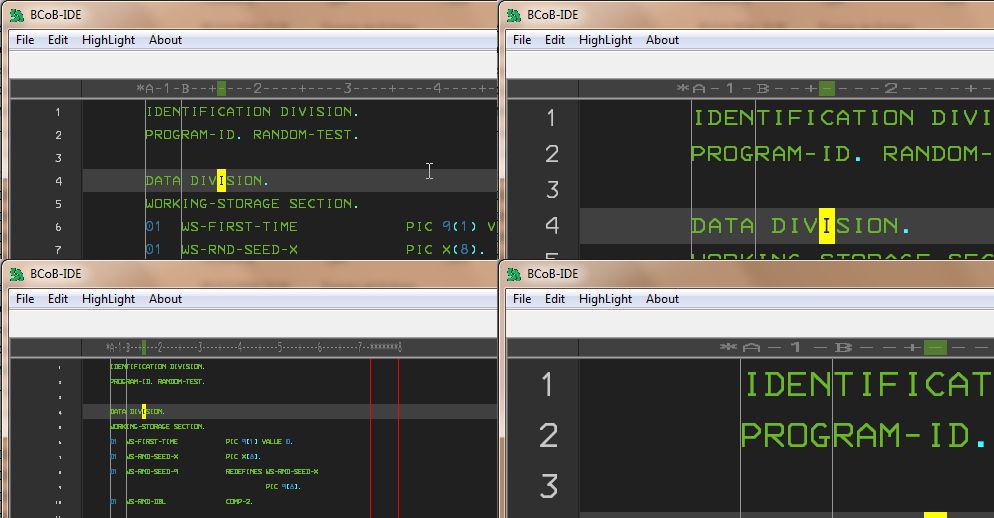 BCoB-IDE
File Edit HighLight About
*A-1-B--+----2----+----3----+----4----+-
1 IDENTIFICATION DIVISION.
2 PROGRAM-ID. RANDOM-TEST.
3
4 DATA DIVISION.
5 WORKING-STORAGE SECTION.
6 01 WS-FIRST-TIME PIC 9(1) V
7 01 WS-RND-SEED-X PIC X(8).
BCoB-IDE
File Edit HighLight About
*A-1-B--+----2----
1 IDENTIFICATION DIVI
2 PROGRAM-ID. RANDOM-
3
4 DATA DIVISION.
5 WORKING-STORAGE SEC
BCoB-IDE
File Edit HighLight About
*A-1-B--+----2----+----3----+----4----+----5----+----6----+----7--*******8
1 IDENTIFICATION DIVISION.
2 PROGRAM-ID. RANDOM-TEST.
3
4 DATA DIVISION.
5 WORKING-STORAGE SECTION.
6 01 WS-FIRST-TIME PIC 9(1) VALUE 0.
7 01 WS-RND-SEED-X PIC X(8).
8 01 WS-RND-SEED-9 REDEFINES WS-RND-SEED-X
9 PIC 9(8).
10 01 WS-RND-DBL COMP-2.
BCoB-IDE
File Edit HighLight About
*A-1-B--+---
1 IDENTIFICAT
2 PROGRAM-ID.
3